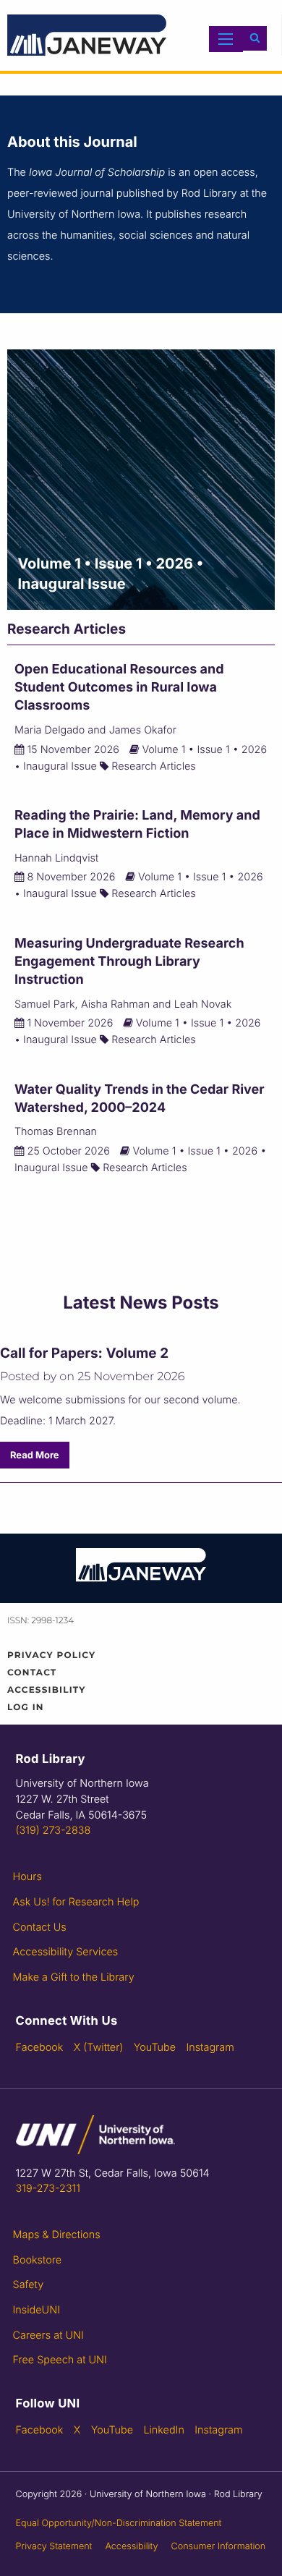 JANEWAY
About this Journal
The Iowa Journal of Scholarship is an open access,
peer-reviewed journal published by Rod Library at the
University of Northern Iowa. It publishes research
across the humanities, social sciences and natural
sciences.
Volume 1 • Issue 1 • 2026 •
Inaugural Issue
Research Articles
Open Educational Resources and
Student Outcomes in Rural Iowa
Classrooms
Maria Delgado and James Okafor
15 November 2026 Volume 1 • Issue 1 • 2026
• Inaugural Issue Research Articles
Reading the Prairie: Land, Memory and
Place in Midwestern Fiction
Hannah Lindqvist
8 November 2026 Volume 1 • Issue 1 • 2026
• Inaugural Issue Research Articles
Measuring Undergraduate Research
Engagement Through Library
Instruction
Samuel Park, Aisha Rahman and Leah Novak
1 November 2026 Volume 1 • Issue 1 • 2026
• Inaugural Issue Research Articles
Water Quality Trends in the Cedar River
Watershed, 2000–2024
Thomas Brennan
25 October 2026 Volume 1 • Issue 1 • 2026 •
Inaugural Issue Research Articles
Latest News Posts
Call for Papers: Volume 2
Posted by on 25 November 2026
We welcome submissions for our second volume.
Deadline: 1 March 2027.
Read More
JANEWAY
ISSN: 2998-1234
PRIVACY POLICY
CONTACT
ACCESSIBILITY
LOG IN
Rod Library
University of Northern Iowa
1227 W. 27th Street
Cedar Falls, IA 50614-3675
(319) 273-2838
Hours
Ask Us! for Research Help
Contact Us
Accessibility Services
Make a Gift to the Library
Connect With Us
Facebook X (Twitter) YouTube Instagram
UNI University of
Northern Iowa.
1227 W 27th St, Cedar Falls, Iowa 50614
319-273-2311
Maps & Directions
Bookstore
Safety
InsideUNI
Careers at UNI
Free Speech at UNI
Follow UNI
Facebook X YouTube LinkedIn Instagram
Copyright 2026 · University of Northern Iowa · Rod Library
Equal Opportunity/Non-Discrimination Statement
Privacy Statement Accessibility Consumer Information